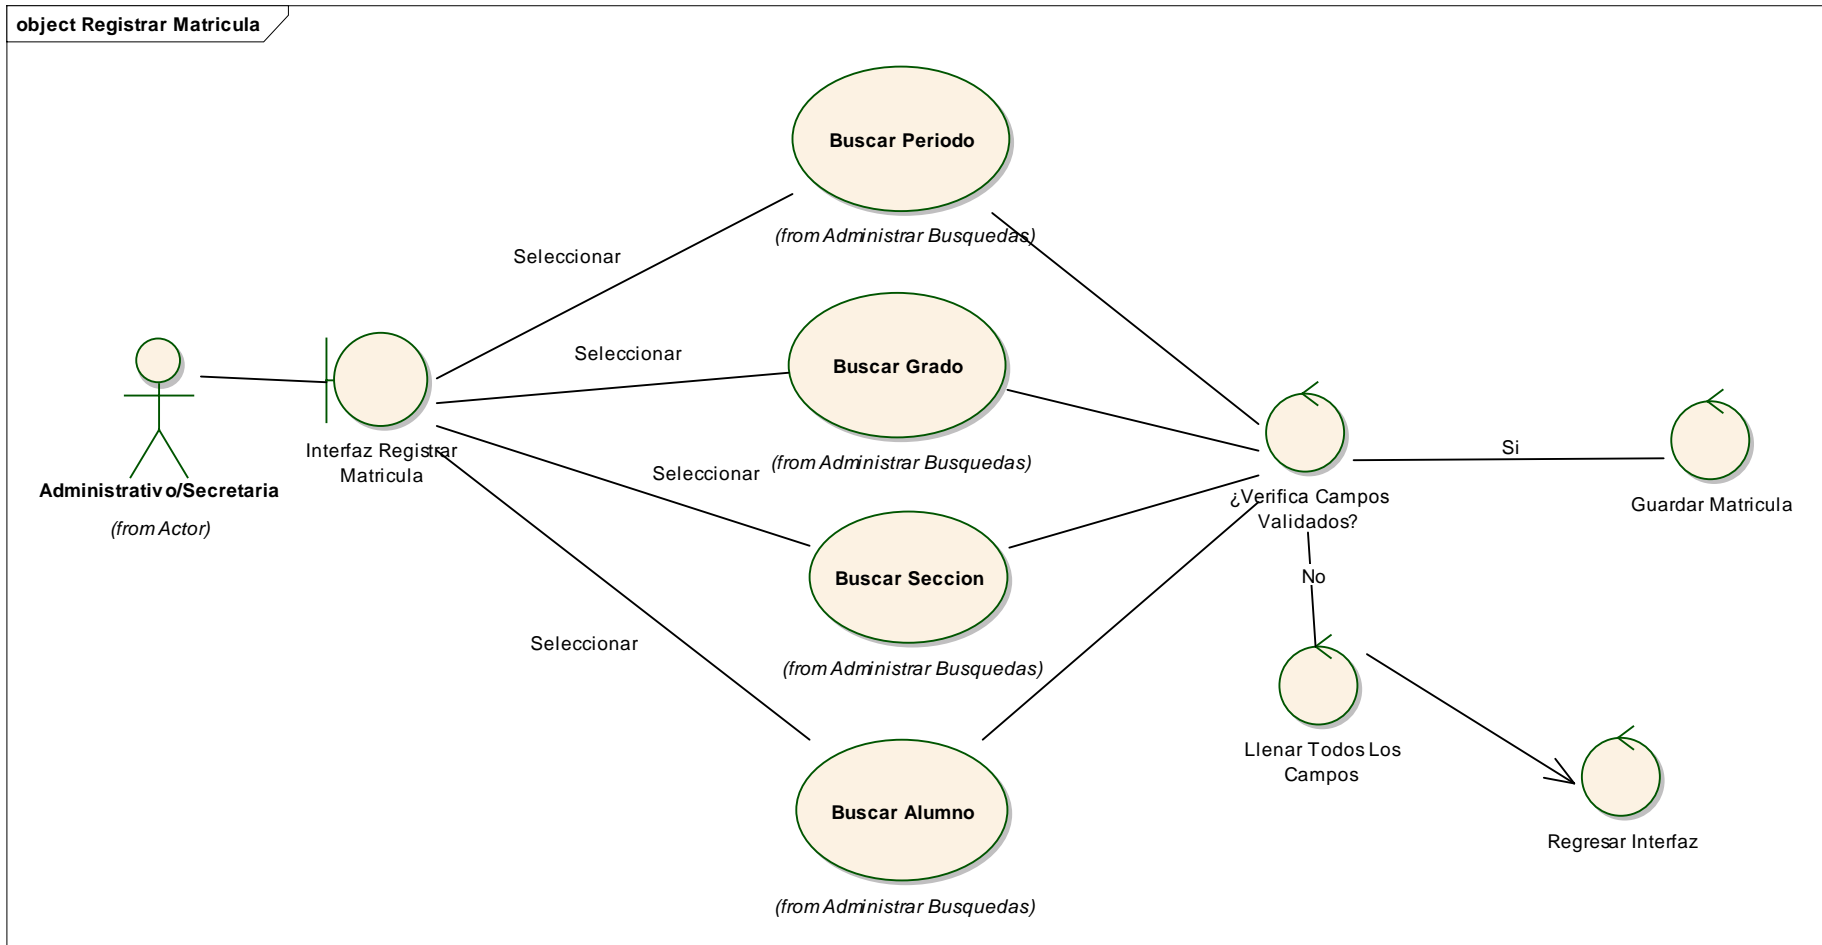 object Registrar Matricula
Buscar Periodo
(from Administrar Busquedas)
Seleccionar
Buscar Grado
(from Administrar Busquedas)
Seleccionar
Administrativo/Secretaria
(from Actor)
Interfaz Registrar
Matricula
Seleccionar
Buscar Seccion
(from Administrar Busquedas)
Seleccionar
Buscar Alumno
(from Administrar Busquedas)
¿Verifica Campos
Validados?
Si
Guardar Matricula
No
Llenar Todos Los
Campos
Regresar Interfaz